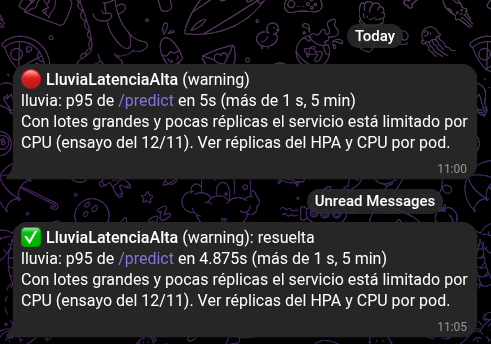 Today
🔴 LluviaLatenciaAlta (warning)
lluvia: p95 de /predict en 5s (más de 1 s, 5 min)
Con lotes grandes y pocas réplicas el servicio está limitado por
CPU (ensayo del 12/11). Ver réplicas del HPA y CPU por pod.
11:00
Unread Messages
✅ LluviaLatenciaAlta (warning): resuelta
lluvia: p95 de /predict en 4.875s (más de 1 s, 5 min)
Con lotes grandes y pocas réplicas el servicio está limitado por
CPU (ensayo del 12/11). Ver réplicas del HPA y CPU por pod.
11:05